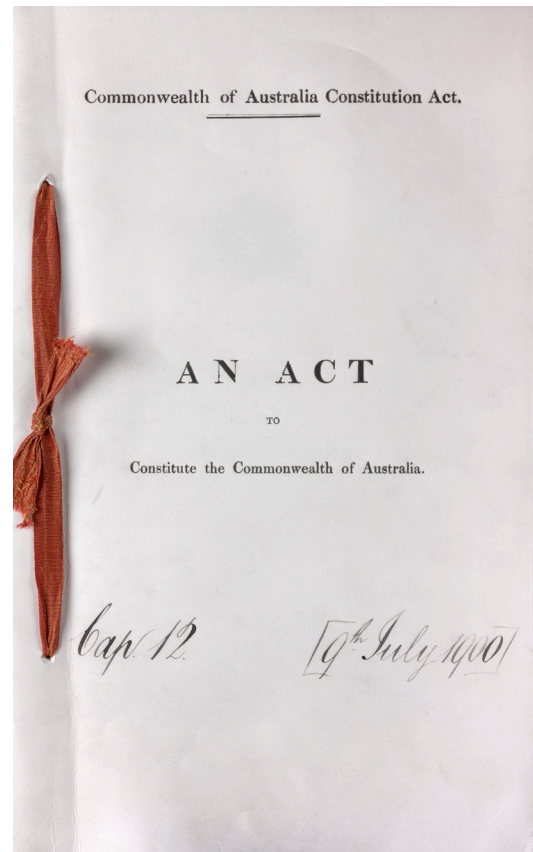 Commonwealth of Australia Constitution Act.
AN ACT
TO
Constitute the Commonwealth of Australia.
Cap. 12. [9th. July 1900]